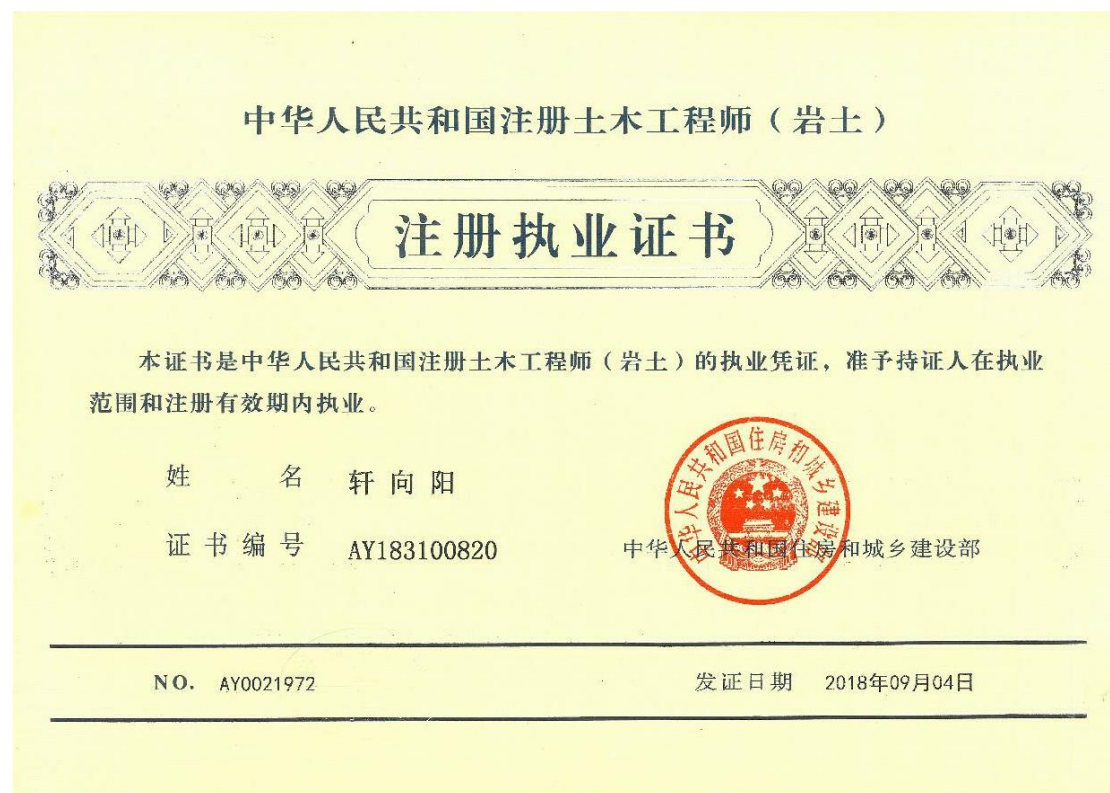 中华人民共和国注册土木工程师（岩土）
注册执业证书
本证书是中华人民共和国注册土木工程师（岩土）的执业凭证，准予持证人在执业
范围和注册有效期内执业。
姓 名 轩向阳
中华人民共和国住房和城乡建设部
证书编号 AY183100820
中华人民共和国住房和城乡建设部
NO. AY0021972
发证日期 2018年09月04日